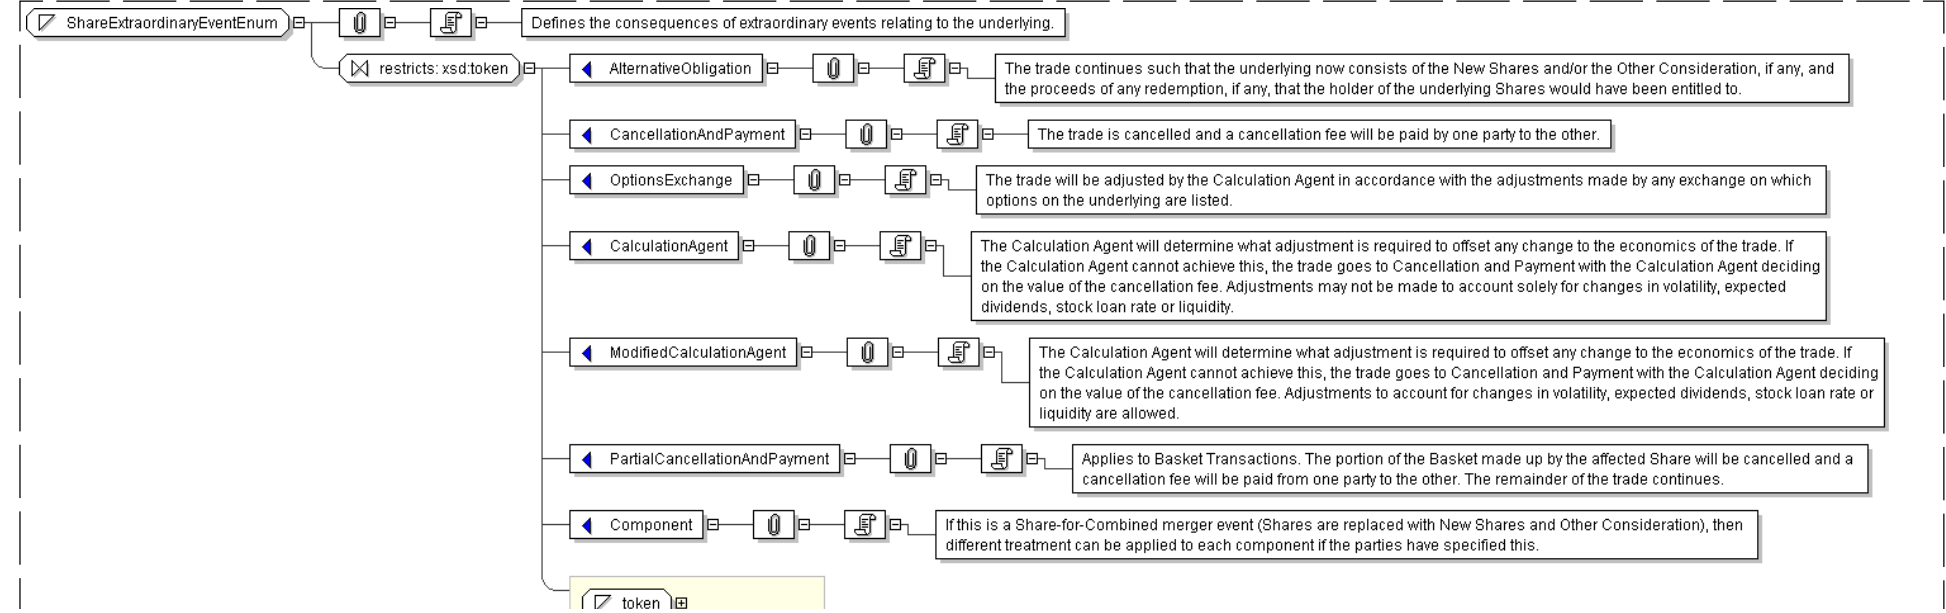 ShareExtraordinaryEventEnum
Defines the consequences of extraordinary events relating to the underlying.
restricts: xsd:token
AlternativeObligation
The trade continues such that the underlying now consists of the New Shares and/or the Other Consideration, if any, and
the proceeds of any redemption, if any, that the holder of the underlying Shares would have been entitled to.
CancellationAndPayment
The trade is cancelled and a cancellation fee will be paid by one party to the other.
OptionsExchange
The trade will be adjusted by the Calculation Agent in accordance with the adjustments made by any exchange on which
options on the underlying are listed.
CalculationAgent
The Calculation Agent will determine what adjustment is required to offset any change to the economics of the trade. If
the Calculation Agent cannot achieve this, the trade goes to Cancellation and Payment with the Calculation Agent deciding
on the value of the cancellation fee. Adjustments may not be made to account solely for changes in volatility, expected
dividends, stock loan rate or liquidity.
ModifiedCalculationAgent
The Calculation Agent will determine what adjustment is required to offset any change to the economics of the trade. If
the Calculation Agent cannot achieve this, the trade goes to Cancellation and Payment with the Calculation Agent deciding
on the value of the cancellation fee. Adjustments to account for changes in volatility, expected dividends, stock loan rate or
liquidity are allowed.
PartialCancellationAndPayment
Applies to Basket Transactions. The portion of the Basket made up by the affected Share will be cancelled and a
cancellation fee will be paid from one party to the other. The remainder of the trade continues.
Component
If this is a Share-for-Combined merger event (Shares are replaced with New Shares and Other Consideration), then
different treatment can be applied to each component if the parties have specified this.
token